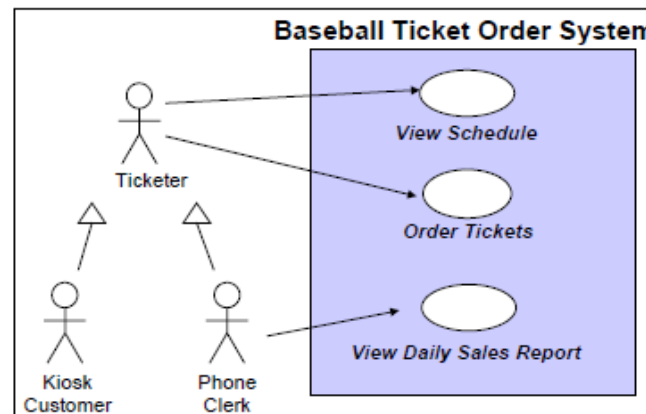 Baseball Ticket Order System
View Schedule
Ticketer
Order Tickets
View Daily Sales Report
Kiosk
Customer
Phone
Clerk